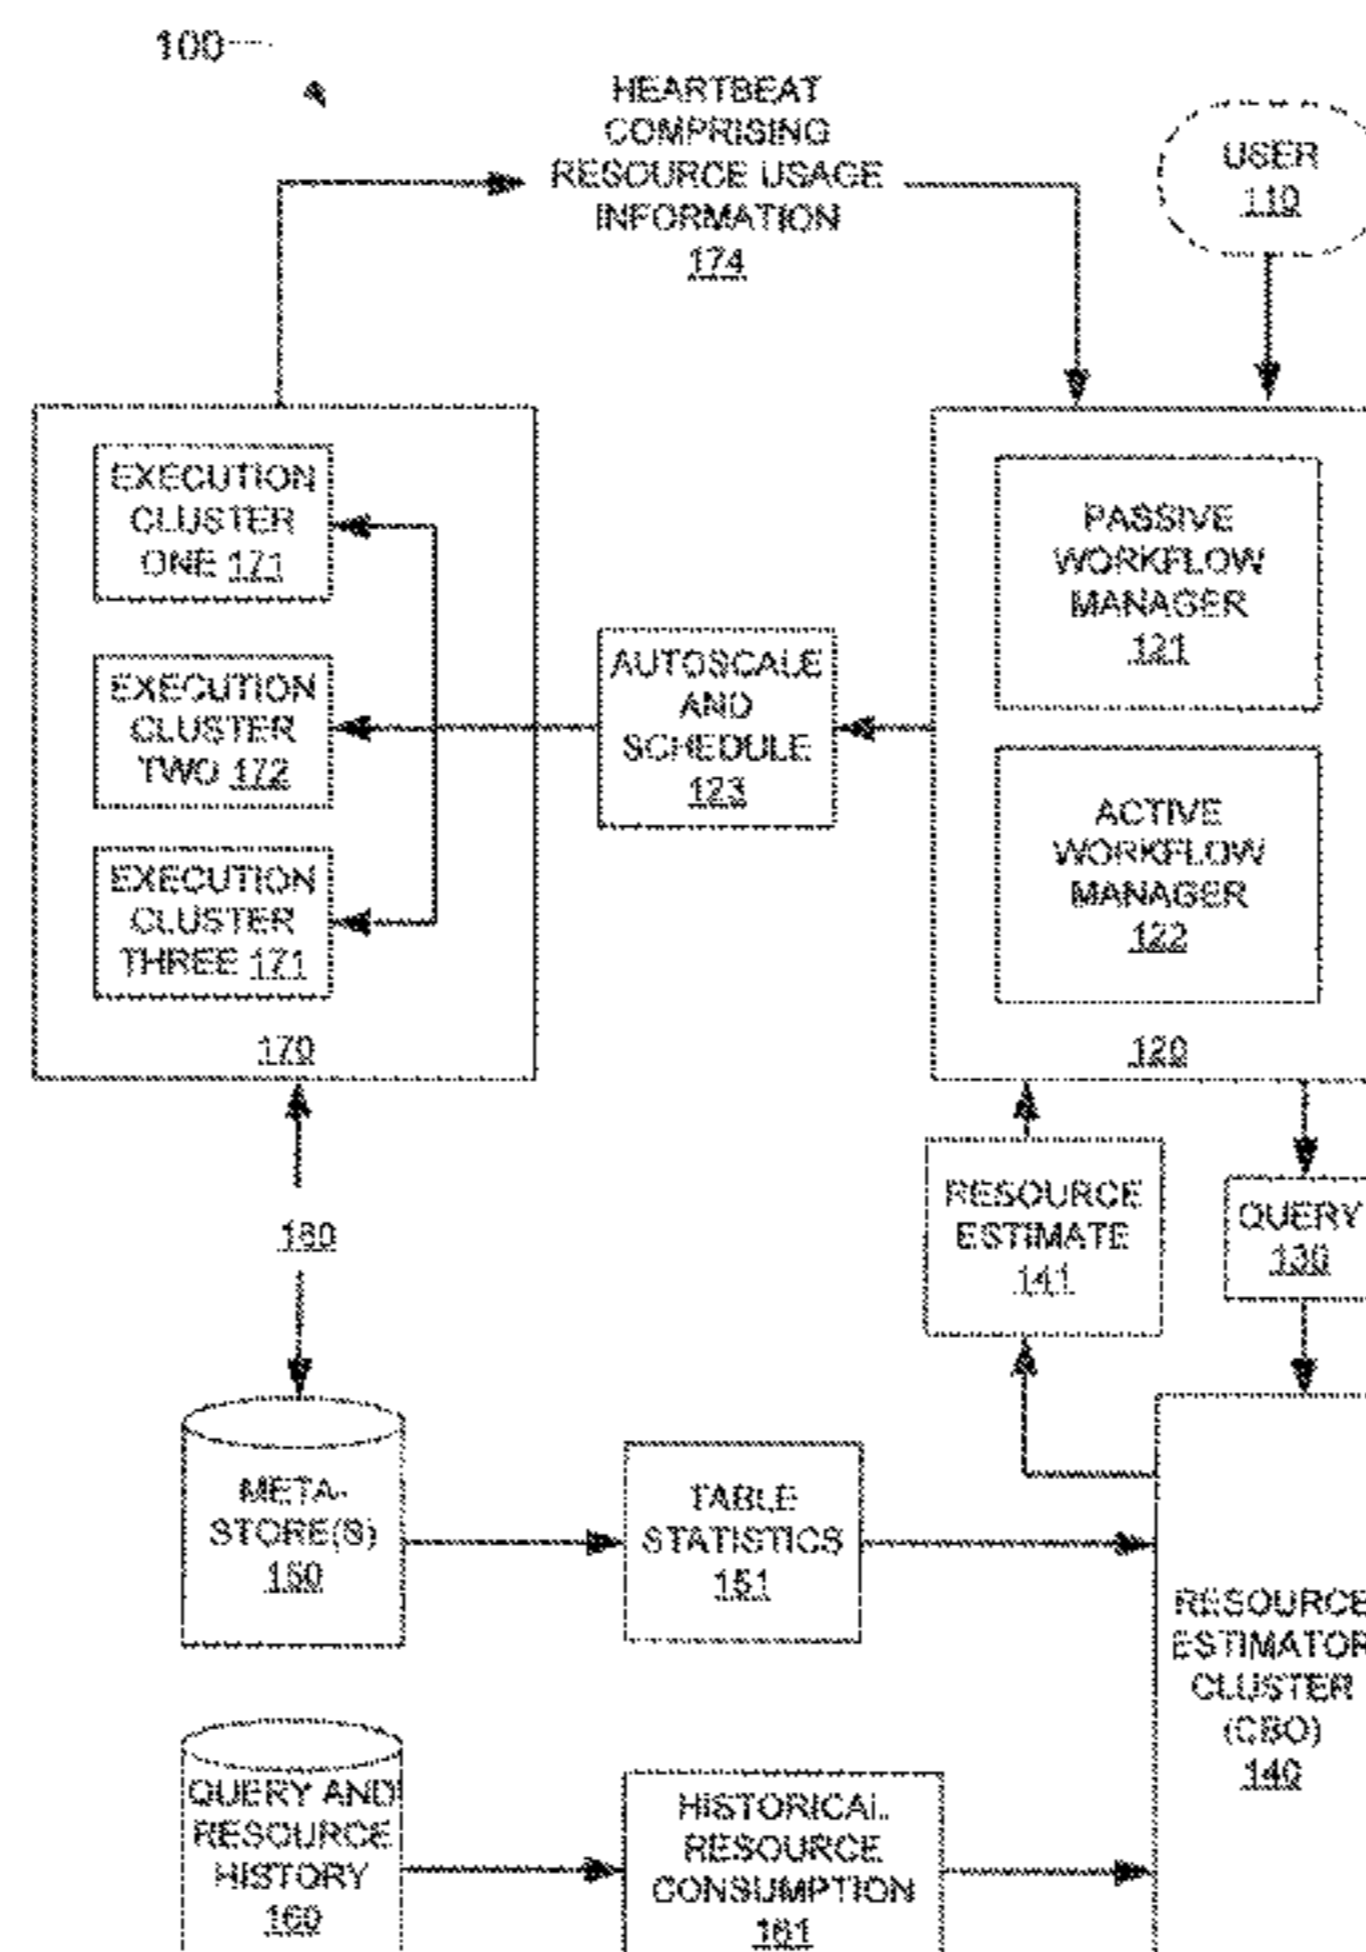 100
HEARTBEAT
COMPRISING
RESOURCE USAGE
INFORMATION
174
USER
110
EXECUTION
CLUSTER
ONE 171
EXECUTION
CLUSTER
TWO 172
EXECUTION
CLUSTER
THREE 171
170
AUTOSCALE
AND
SCHEDULE
123
PASSIVE
WORKFLOW
MANAGER
121
ACTIVE
WORKFLOW
MANAGER
122
120
RESOURCE
ESTIMATE
141
QUERY
130
META-
STORE(S)
150
TABLE
STATISTICS
151
RESOURCE
ESTIMATOR
CLUSTER
(CBO)
140
QUERY AND
RESOURCE
HISTORY
160
HISTORICAL
RESOURCE
CONSUMPTION
161